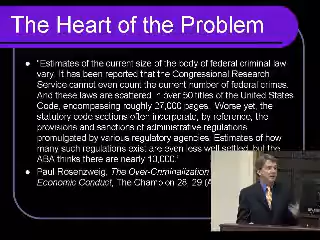 The Heart of the Problem
"Estimates of the current size of the body of federal criminal law
vary. It has been reported that the Congressional Research
Service cannot even count the current number of federal crimes.
And these laws are scattered in over 50 titles of the United States
Code, encompassing roughly 27,000 pages. Worse yet, the
statutory code sections often incorporate, by reference, the
provisions and sanctions of administrative regulations
promulgated by various regulatory agencies. Estimates of how
many such regulations exist are even less well settled, but the
ABA thinks there are nearly 10,000."
Paul Rosenzweig, The Over-Criminalization
Economic Conduct, The Champion 28, 29 (A